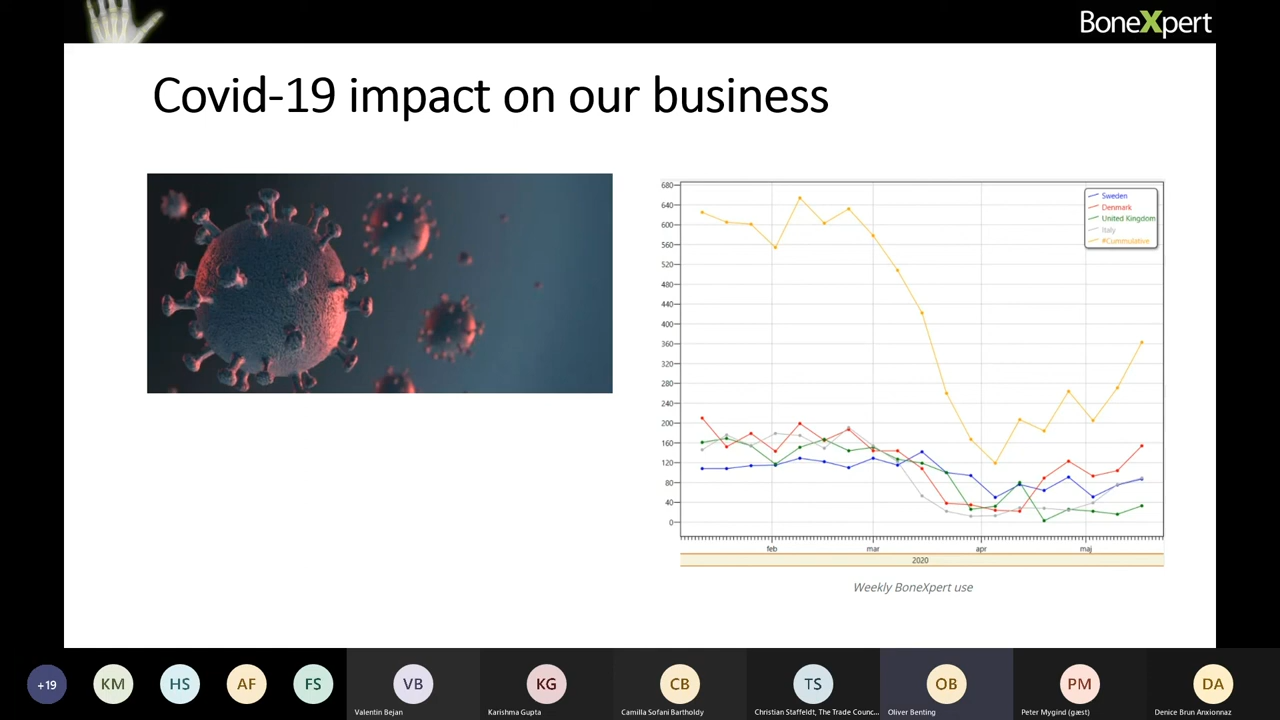 BoneXpert
Covid-19 impact on our business
680
640
600
560
520
480
440
400
360
320
280
240
200
160
120
80
40
0
Sweden
Denmark
United Kingdom
Italy
#Cummulative
feb
mar
apr
maj
2020
Weekly BoneXpert use
+19
KM
HS
AF
FS
VB
KG
CB
TS
OB
PM
DA
Valentin Bejan
Karishma Gupta
Camilla Sofani Bartholdy
Christian Staffeldt, The Trade Counc...
Oliver Benting
Peter Mygind (gæst)
Denice Brun Anxionnaz